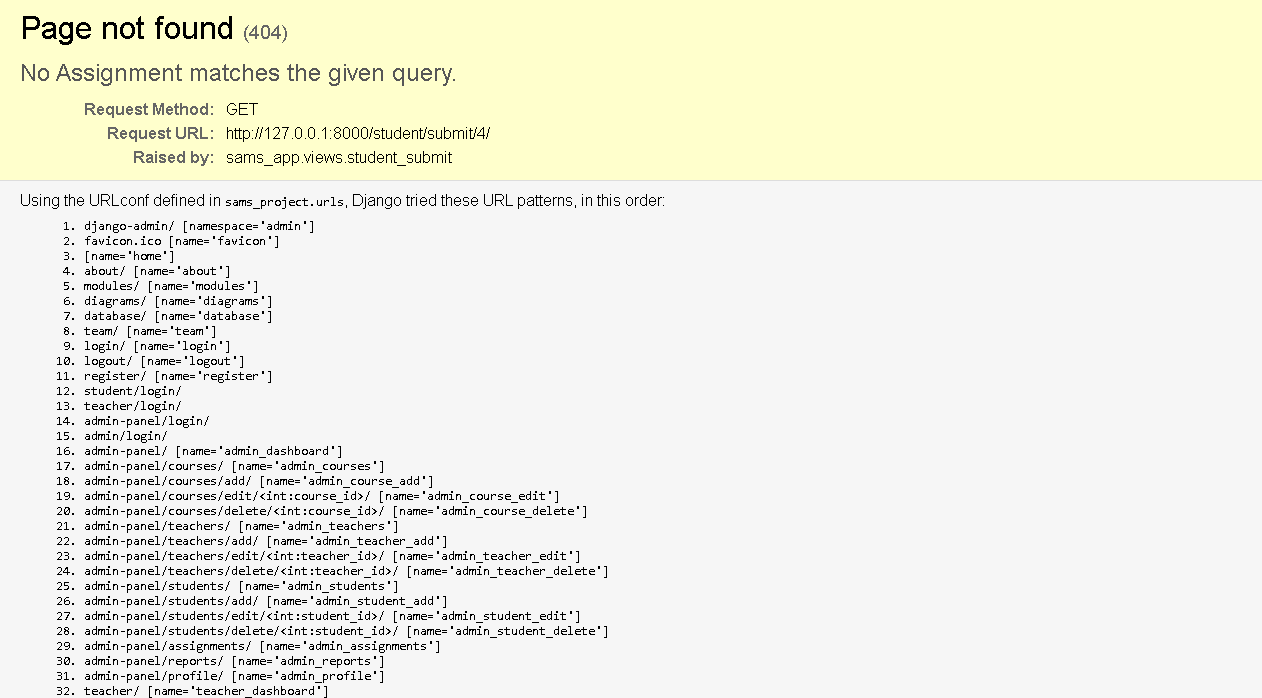 Page not found (404)
No Assignment matches the given query.
Request Method: GET
Request URL: http://127.0.0.1:8000/student/submit/4/
Raised by: sams_app.views.student_submit
Using the URLconf defined in sams_project.urls, Django tried these URL patterns, in this order:
1. django-admin/ [namespace='admin']
2. favicon.ico [name='favicon']
3. [name='home']
4. about/ [name='about']
5. modules/ [name='modules']
6. diagrams/ [name='diagrams']
7. database/ [name='database']
8. team/ [name='team']
9. login/ [name='login']
10. logout/ [name='logout']
11. register/ [name='register']
12. student/login/
13. teacher/login/
14. admin-panel/login/
15. admin/login/
16. admin-panel/ [name='admin_dashboard']
17. admin-panel/courses/ [name='admin_courses']
18. admin-panel/courses/add/ [name='admin_course_add']
19. admin-panel/courses/edit/<int:course_id>/ [name='admin_course_edit']
20. admin-panel/courses/delete/<int:course_id>/ [name='admin_course_delete']
21. admin-panel/teachers/ [name='admin_teachers']
22. admin-panel/teachers/add/ [name='admin_teacher_add']
23. admin-panel/teachers/edit/<int:teacher_id>/ [name='admin_teacher_edit']
24. admin-panel/teachers/delete/<int:teacher_id>/ [name='admin_teacher_delete']
25. admin-panel/students/ [name='admin_students']
26. admin-panel/students/add/ [name='admin_student_add']
27. admin-panel/students/edit/<int:student_id>/ [name='admin_student_edit']
28. admin-panel/students/delete/<int:student_id>/ [name='admin_student_delete']
29. admin-panel/assignments/ [name='admin_assignments']
30. admin-panel/reports/ [name='admin_reports']
31. admin-panel/profile/ [name='admin_profile']
32. teacher/ [name='teacher_dashboard']